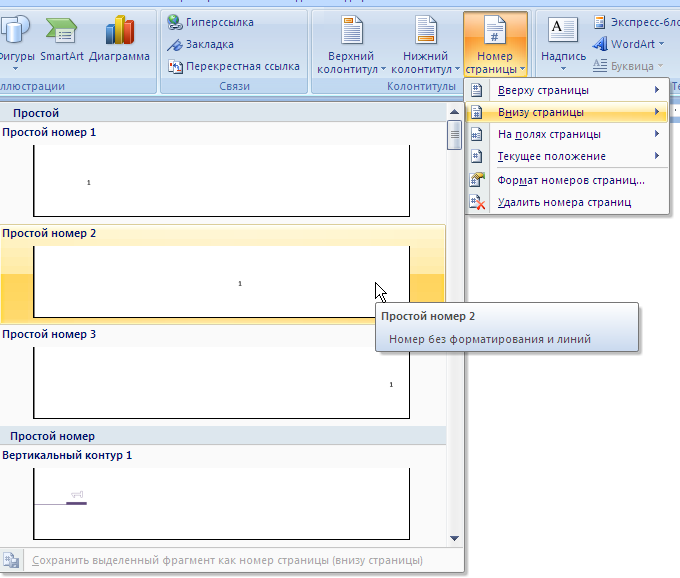 Фигуры SmartArt Диаграмма
Гиперссылка
Закладка
Перекрестная ссылка
Верхний колонтитул
Нижний колонтитул
Номер страницы
Надпись
WordArt
Буквица
Связи
Колонтитулы
Вверху страницы
Внизу страницы
На полях страницы
Текущее положение
Формат номеров страниц...
Удалить номера страниц
Простой
Простой номер 1
1
Простой номер 2
1
Простой номер 2
Номер без форматирования и линий
Простой номер 3
1
Простой номер
Вертикальный контур 1
Сохранить выделенный фрагмент как номер страницы (внизу страницы)